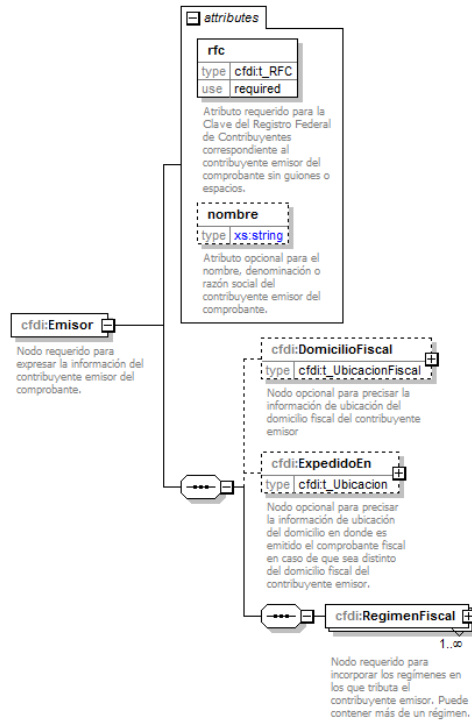 attributes
rfc
type cfdi:t_RFC
use required
Atributo requerido para la
Clave del Registro Federal
de Contribuyentes
correspondiente al
contribuyente emisor del
comprobante sin guiones o
espacios.
nombre
type xs:string
Atributo opcional para el
nombre, denominación o
razón social del
contribuyente emisor del
comprobante.
cfdi:Emisor
Nodo requerido para
expresar la información del
contribuyente emisor del
comprobante.
cfdi:DomicilioFiscal
type cfdi:t_UbicacionFiscal
Nodo opcional para precisar la
información de ubicación del
domicilio fiscal del contribuyente
emisor
cfdi:ExpedidoEn
type cfdi:t_Ubicacion
Nodo opcional para precisar
la información de ubicación
del domicilio en donde es
emitido el comprobante fiscal
en caso de que sea distinto
del domicilio fiscal del
contribuyente emisor.
cfdi:RegimenFiscal
1..∞
Nodo requerido para
incorporar los regímenes en
los que tributa el
contribuyente emisor. Puede
contener más de un régimen.